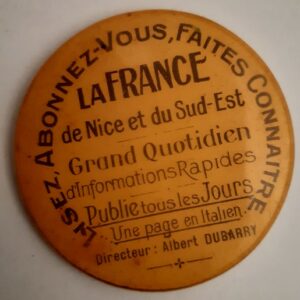 LISEZ, ABONNEZ-VOUS, FAITES CONNAITRE
LA FRANCE
de Nice et du Sud-Est
Grand Quotidien
d'Informations Rapides
Publie tous les Jours
Une page en Italien.
Directeur: Albert DUBARRY